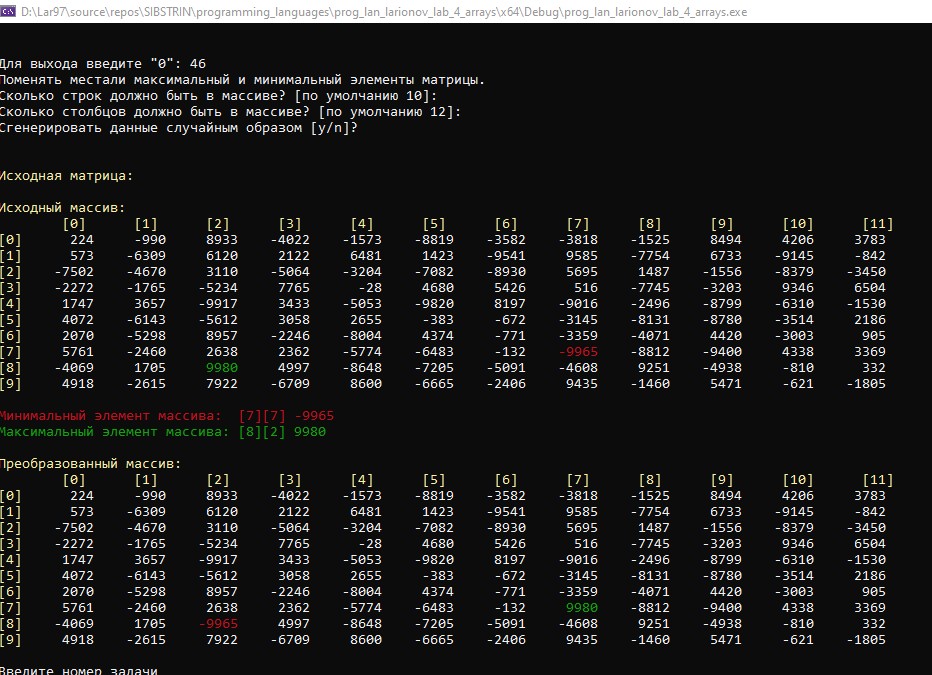 D:\Lar97\source\repos\SIBSTRIN\programming_languages\prog_lan_larionov_lab_4_arrays\x64\Debug\prog_lan_larionov_lab_4_arrays.exe
Для выхода введите "0": 46
Поменять местали максимальный и минимальный элементы матрицы.
Сколько строк должно быть в массиве? [по умолчанию 10]:
Сколько столбцов должно быть в массиве? [по умолчанию 12]:
Сгенерировать данные случайным образом [y/n]?
Исходная матрица:
Исходный массив:
[0] [1] [2] [3] [4] [5] [6] [7] [8] [9] [10] [11]
[0] 224 -990 8933 -4022 -1573 -8819 -3582 -3818 -1525 8494 4206 3783
[1] 573 -6309 6120 2122 6481 1423 -9541 9585 -7754 6733 -9145 -842
[2] -7502 -4670 3110 -5064 -3204 -7082 -8930 5695 1487 -1556 -8379 -3450
[3] -2272 -1765 -5234 7765 -28 4680 5426 516 -7745 -3203 9346 6504
[4] 1747 3657 -9917 3433 -5053 -9820 8197 -9016 -2496 -8799 -6310 -1530
[5] 4072 -6143 -5612 3058 2655 -383 -672 -3145 -8131 -8780 -3514 2186
[6] 2070 -5298 8957 -2246 -8004 4374 -771 -3359 -4071 4420 -3003 905
[7] 5761 -2460 2638 2362 -5774 -6483 -132 -9965 -8812 -9400 4338 3369
[8] -4069 1705 9980 4997 -8648 -7205 -5091 -4608 9251 -4938 -810 332
[9] 4918 -2615 7922 -6709 8600 -6665 -2406 9435 -1460 5471 -621 -1805
Минимальный элемент массива: [7][7] -9965
Максимальный элемент массива: [8][2] 9980
Преобразованный массив:
[0] [1] [2] [3] [4] [5] [6] [7] [8] [9] [10] [11]
[0] 224 -990 8933 -4022 -1573 -8819 -3582 -3818 -1525 8494 4206 3783
[1] 573 -6309 6120 2122 6481 1423 -9541 9585 -7754 6733 -9145 -842
[2] -7502 -4670 3110 -5064 -3204 -7082 -8930 5695 1487 -1556 -8379 -3450
[3] -2272 -1765 -5234 7765 -28 4680 5426 516 -7745 -3203 9346 6504
[4] 1747 3657 -9917 3433 -5053 -9820 8197 -9016 -2496 -8799 -6310 -1530
[5] 4072 -6143 -5612 3058 2655 -383 -672 -3145 -8131 -8780 -3514 2186
[6] 2070 -5298 8957 -2246 -8004 4374 -771 -3359 -4071 4420 -3003 905
[7] 5761 -2460 2638 2362 -5774 -6483 -132 9980 -8812 -9400 4338 3369
[8] -4069 1705 -9965 4997 -8648 -7205 -5091 -4608 9251 -4938 -810 332
[9] 4918 -2615 7922 -6709 8600 -6665 -2406 9435 -1460 5471 -621 -1805
Введите номер задачи